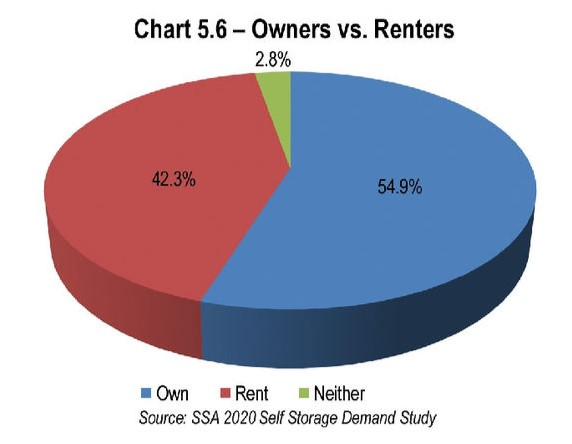 Chart 5.6 – Owners vs. Renters
2.8%
42.3%
54.9%
Own Rent Neither
Source: SSA 2020 Self Storage Demand Study